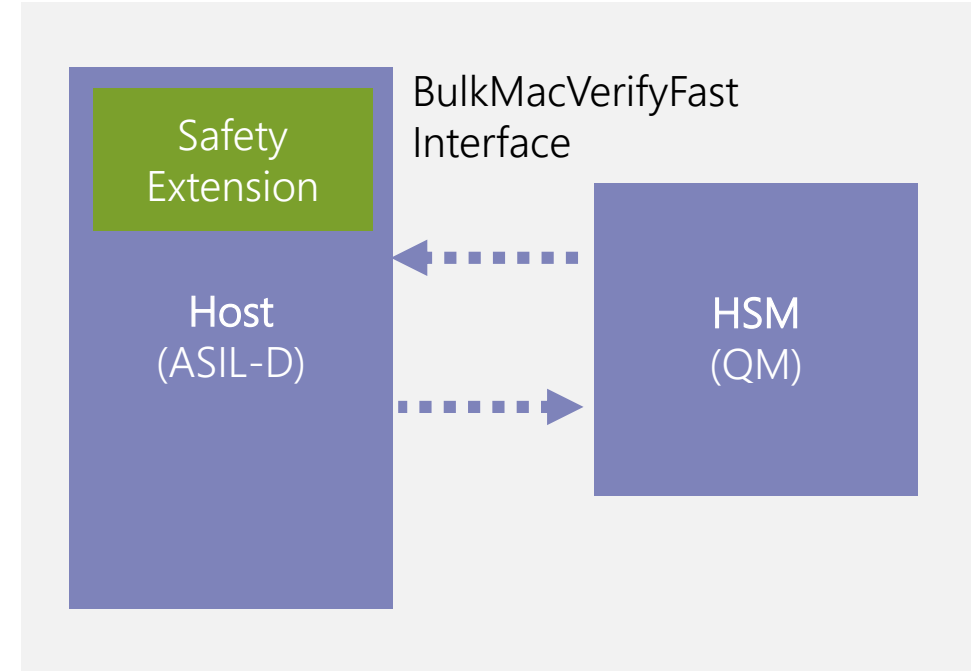 Safety
Extension
BulkMacVerifyFast
Interface
Host
(ASIL-D)
HSM
(QM)